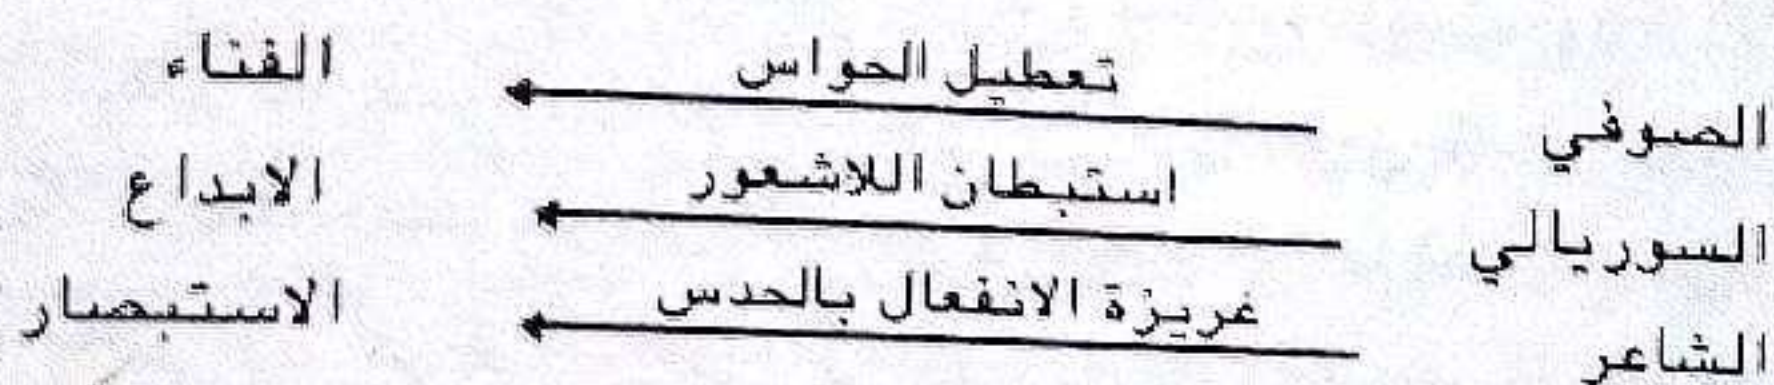 الصوفي تعطيل الحواس الفناء
السوريالي استبطان اللاشعور الابداع
الشاعر غريزة الانفعال بالحدس الاستبصار